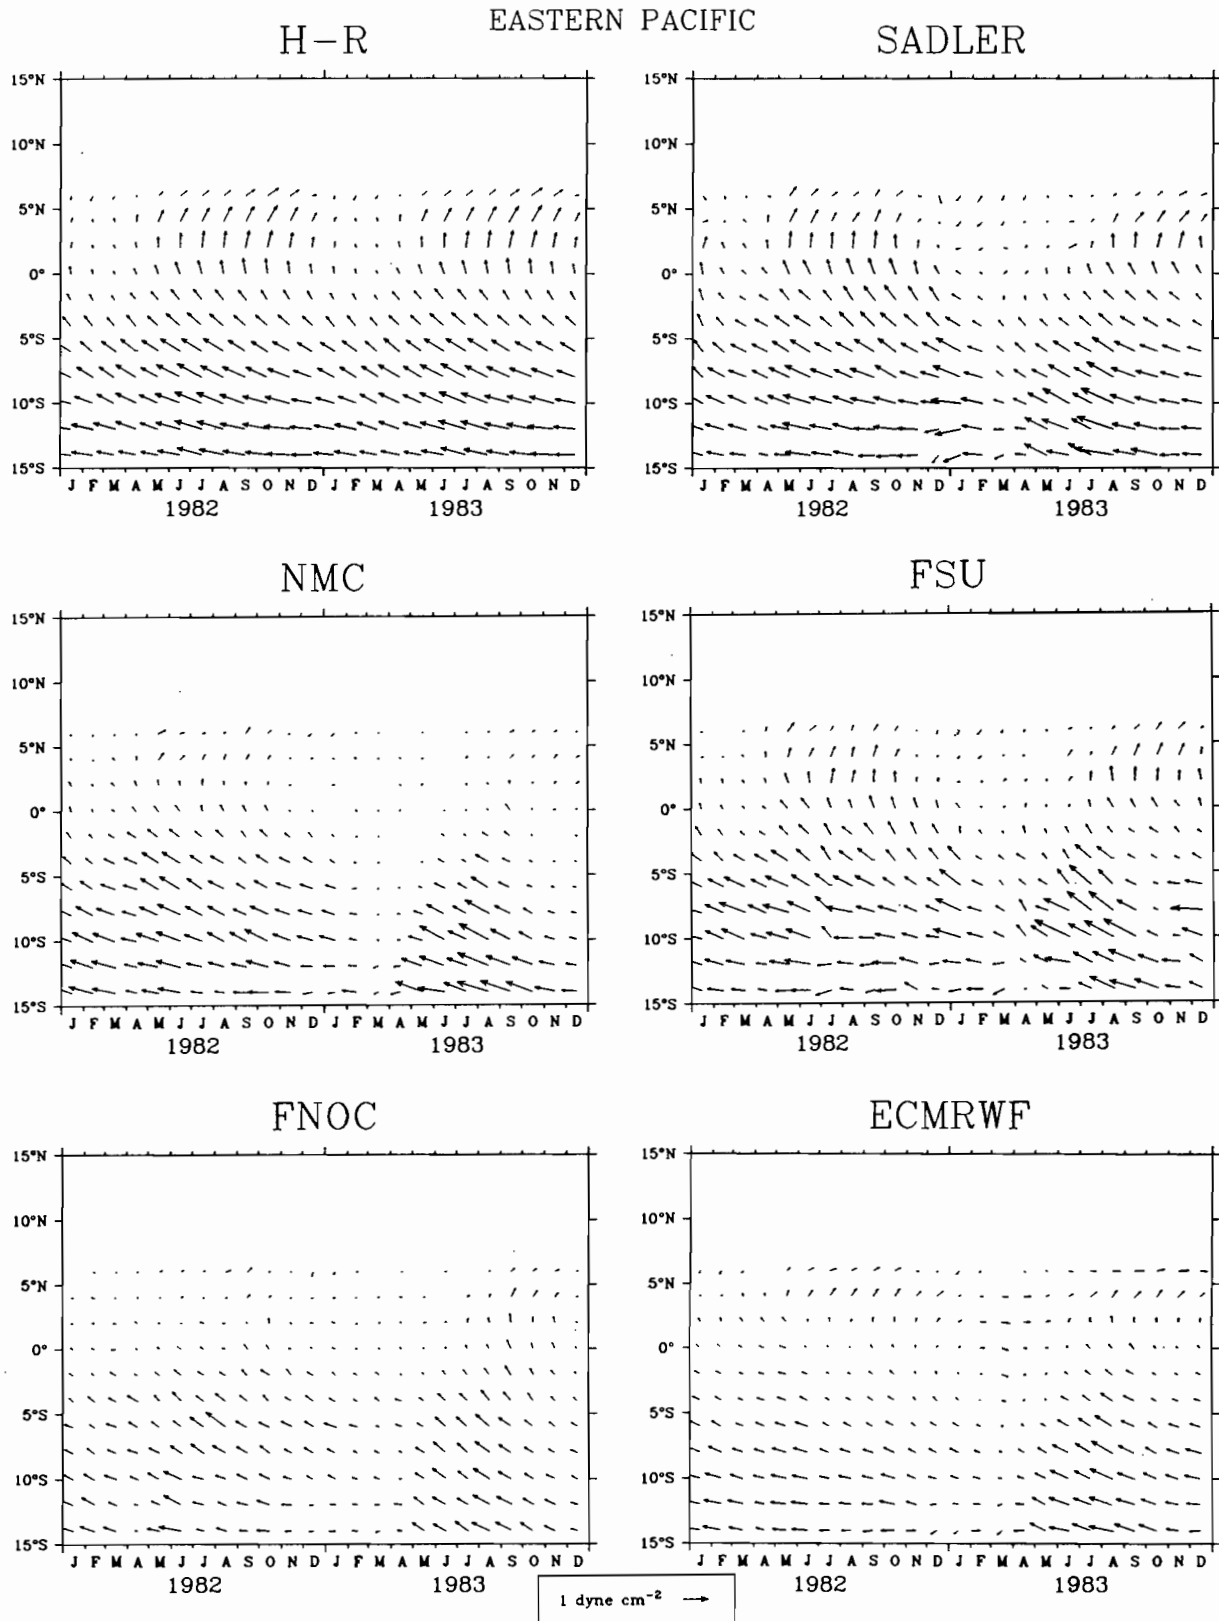 EASTERN PACIFIC
H-R
SADLER
15°N
10°N
5°N
0°
5°S
10°S
15°S
J F M A M J J A S O N D J F M A M J J A S O N D
1982 1983
15°N
10°N
5°N
0°
5°S
10°S
15°S
J F M A M J J A S O N D J F M A M J J A S O N D
1982 1983
NMC
FSU
15°N
10°N
5°N
0°
5°S
10°S
15°S
J F M A M J J A S O N D J F M A M J J A S O N D
1982 1983
15°N
10°N
5°N
0°
5°S
10°S
15°S
J F M A M J J A S O N D J F M A M J J A S O N D
1982 1983
FNOC
ECMRWF
15°N
10°N
5°N
0°
5°S
10°S
15°S
J F M A M J J A S O N D J F M A M J J A S O N D
1982 1983
15°N
10°N
5°N
0°
5°S
10°S
15°S
J F M A M J J A S O N D J F M A M J J A S O N D
1982 1983
1 dyne cm⁻² →